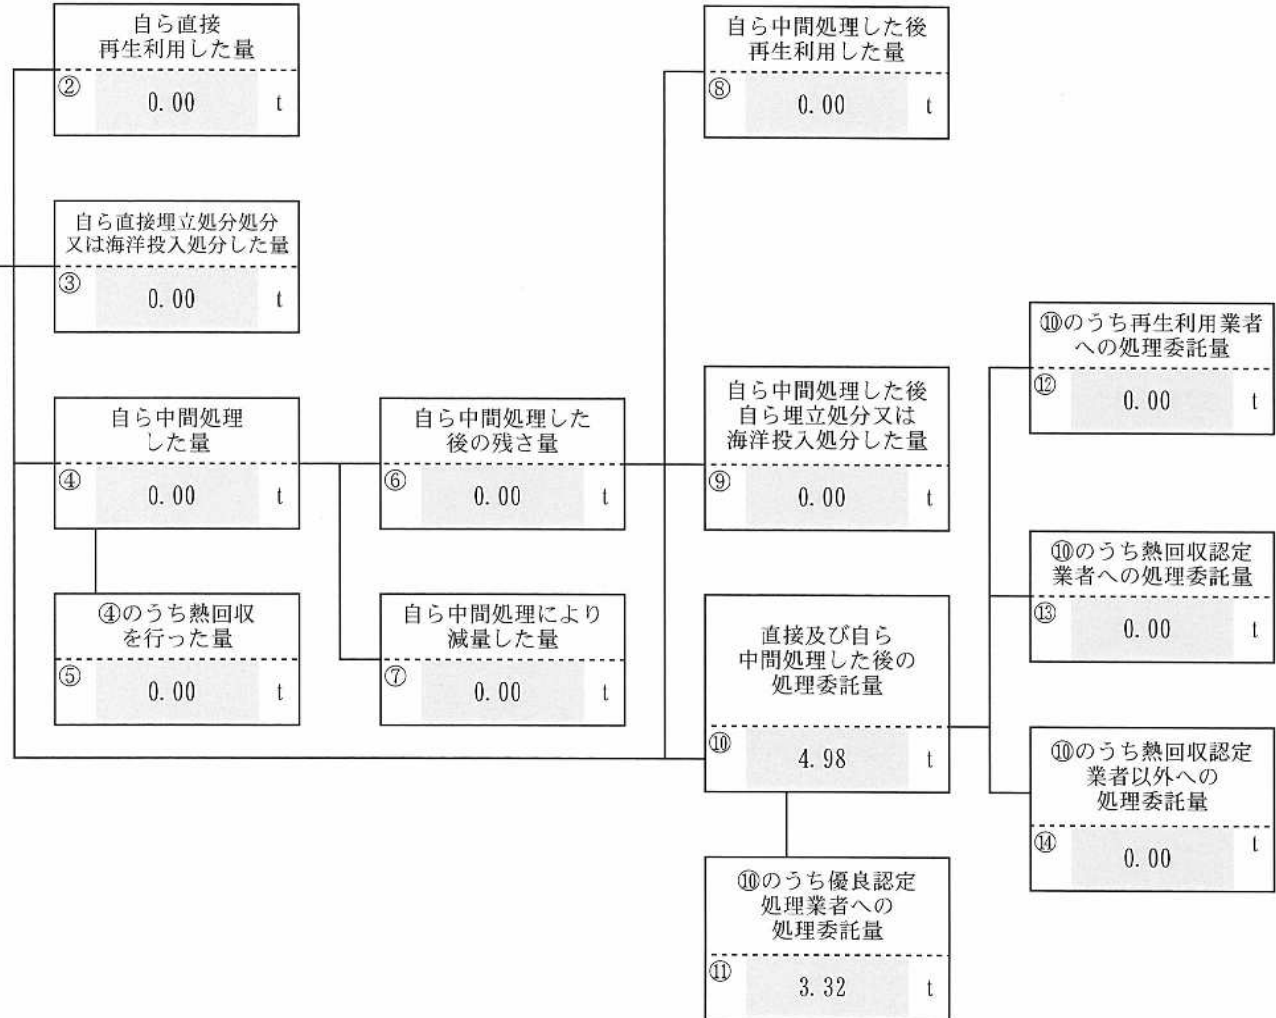 自ら直接
再生利用した量
②
0.00
t
自ら直接埋立処分処分
又は海洋投入処分した量
③
0.00
t
自ら中間処理
した量
④
0.00
t
④のうち熱回収
を行った量
⑤
0.00
t
自ら中間処理した
後の残さ量
⑥
0.00
t
自ら中間処理により
減量した量
⑦
0.00
t
自ら中間処理した後
再生利用した量
⑧
0.00
t
自ら中間処理した後
自ら埋立処分又は
海洋投入処分した量
⑨
0.00
t
直接及び自ら
中間処理した後の
処理委託量
⑩
4.98
t
⑩のうち優良認定
処理業者への
処理委託量
⑪
3.32
t
⑩のうち再生利用業者
への処理委託量
⑫
0.00
t
⑩のうち熱回収認定
業者への処理委託量
⑬
0.00
t
⑩のうち熱回収認定
業者以外への
処理委託量
⑭
0.00
t